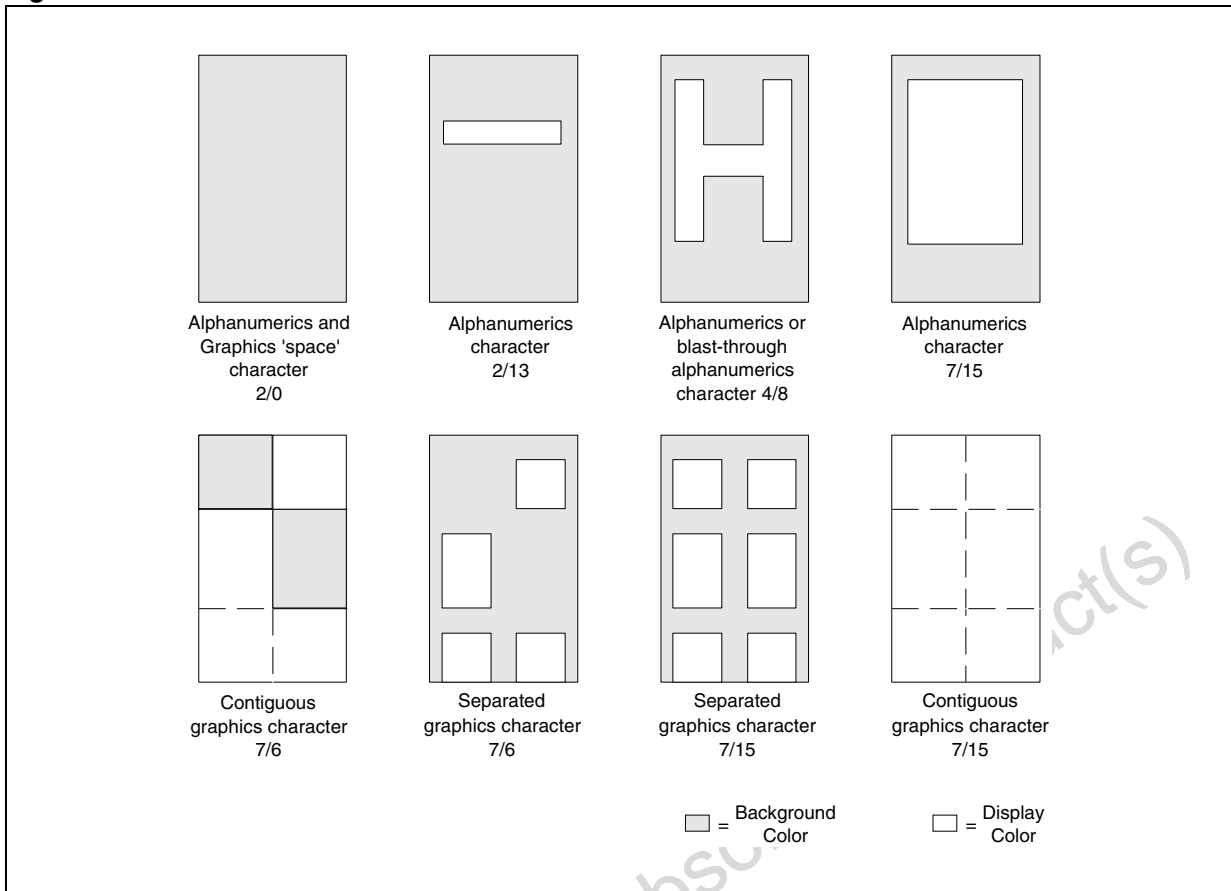 Alphanumerics and
Graphics 'space'
character
2/0
Alphanumerics
character
2/13
Alphanumerics or
blast-through
alphanumerics
character 4/8
Alphanumerics
character
7/15
Contiguous
graphics character
7/6
Separated
graphics character
7/6
Separated
graphics character
7/15
Contiguous
graphics character
7/15
= Background
Color
= Display
Color